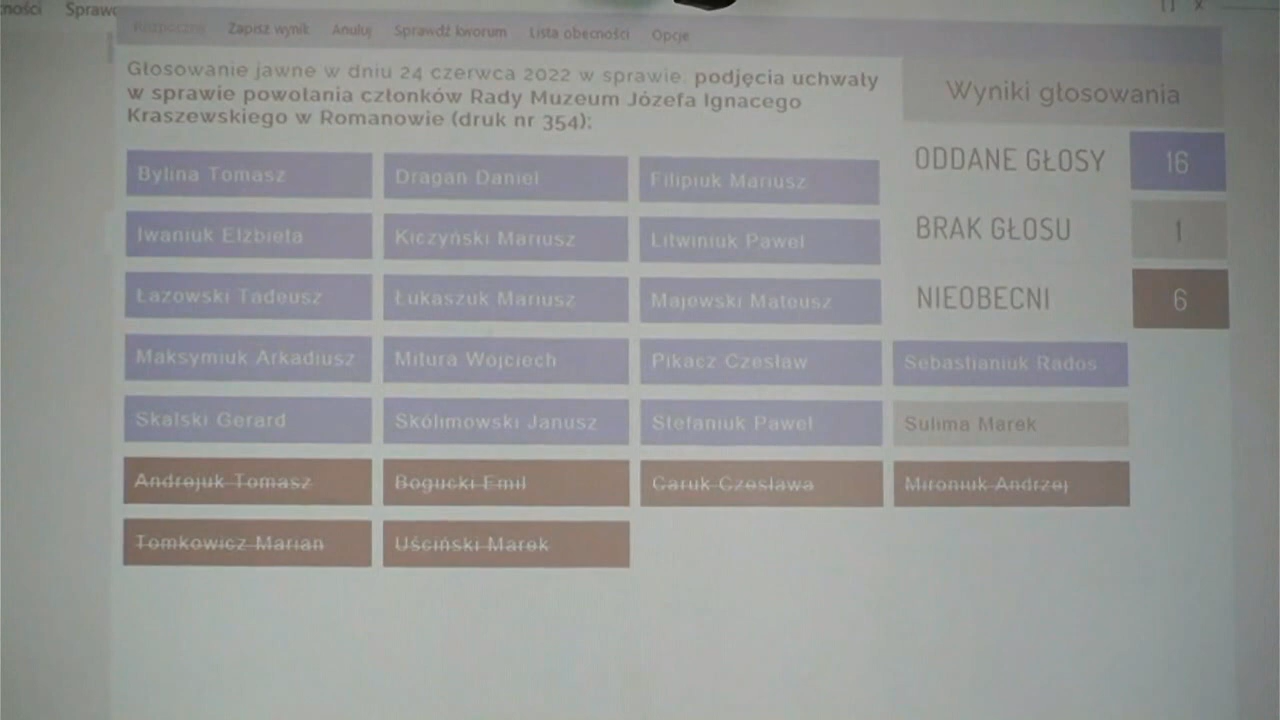 ności Sprawo
Rozpocznij Zapisz wynik Anuluj Sprawdź kworum Lista obecności Opcje
Głosowanie jawne w dniu 24 czerwca 2022 w sprawie: podjęcia uchwały
w sprawie powołania członków Rady Muzeum Józefa Ignacego
Kraszewskiego w Romanowie (druk nr 354);
Wyniki głosowania
ODDANE GŁOSY 16
BRAK GŁOSU 1
NIEOBECNI 6
Bylina Tomasz Dragan Daniel Filipiuk Mariusz
Iwaniuk Elżbieta Kiczyński Mariusz Litwiniuk Paweł
Łazowski Tadeusz Łukaszuk Mariusz Majewski Mateusz
Maksymiuk Arkadiusz Mitura Wojciech Pikacz Czesław Sebastianiuk Rados
Skalski Gerard Skólimowski Janusz Stefaniuk Paweł Sulima Marek
Andrejuk Tomasz Bogucki Emil Caruk Czesława Mironiuk Andrzej
Tomkowicz Marian Uściński Marek